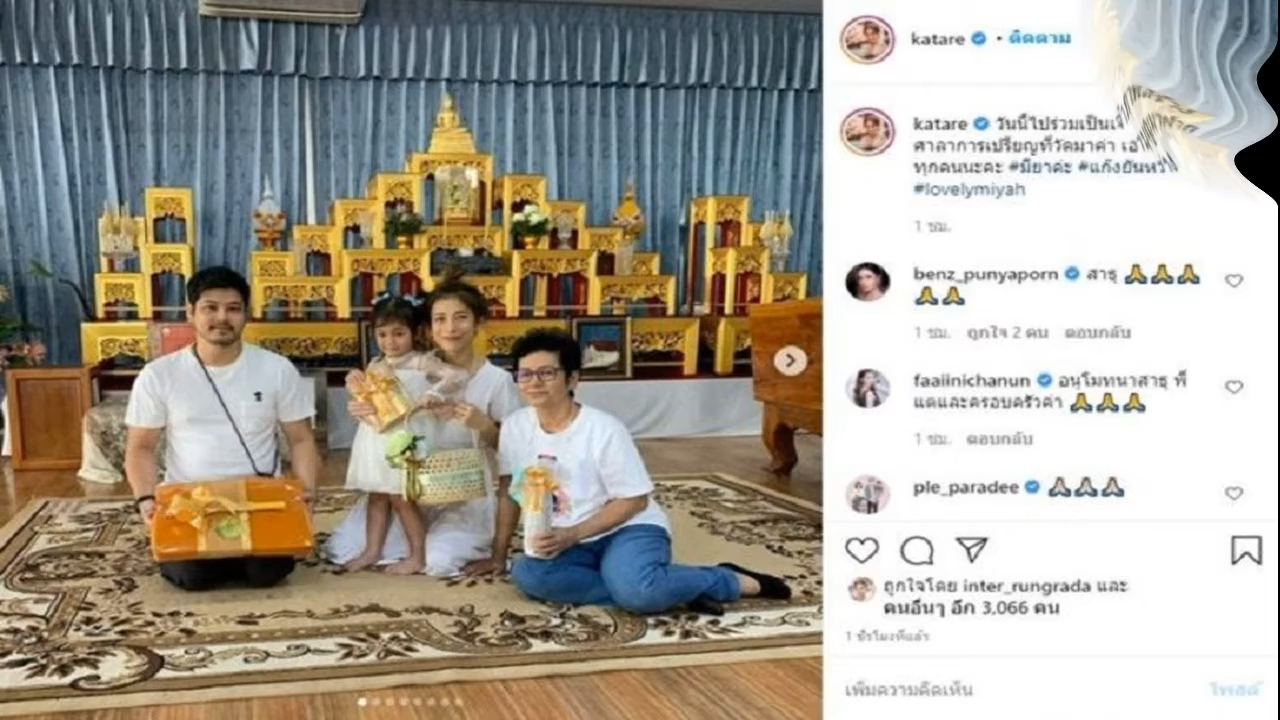 katare • ติดตาม
katare วันนี้ไปร่วมเป็นเจ้
ศาลาการเปรียญที่วัดมาค่า เอ
ทุกคนนะคะ #มียาค่ะ #แก๊งยันหว่
#lovelymiyah
1 ชม.
benz_punyaporn สาธุ 🙏🙏🙏
🙏🙏
1 ชม. ถูกใจ 2 คน ตอบกลับ
faaiinichanun อนุโมทนาสาธุ พี่
แตและครอบครัวค่า 🙏🙏🙏
1 ชม. ตอบกลับ
ple_paradee 🙏🏻🙏🏻🙏🏻
ถูกใจโดย inter_rungrada และ
คนอื่นๆ อีก 3,066 คน
1 ชั่วโมงที่แล้ว
เพิ่มความคิดเห็น
โพสต์